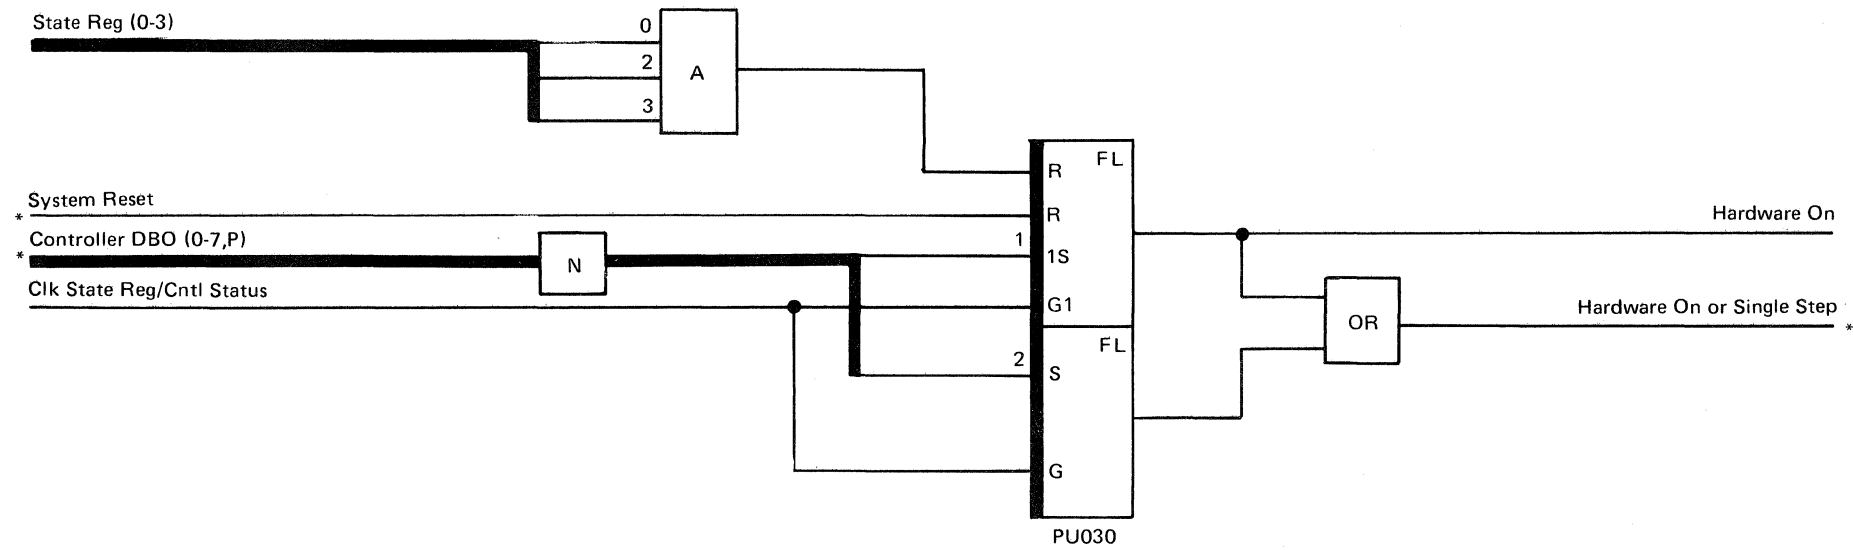 State Reg (0-3)
0
2
3
A
FL
R
* System Reset
R
* Controller DBO (0-7,P)
N
1
1S
Clk State Reg/Cntl Status
G1
Hardware On
FL
2
S
G
OR
Hardware On or Single Step *
PU030